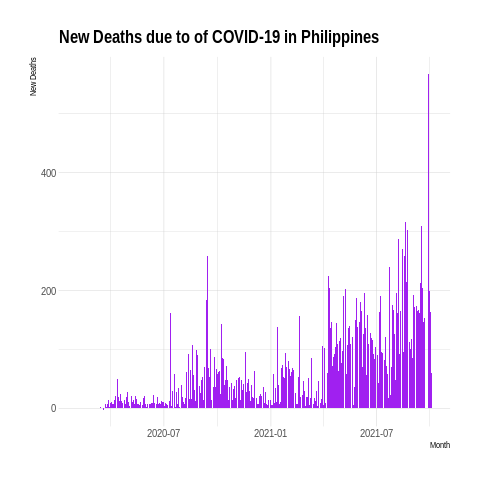 New Deaths due to of COVID-19 in Philippines
New Deaths
400
200
0
2020-07
2021-01
2021-07
Month